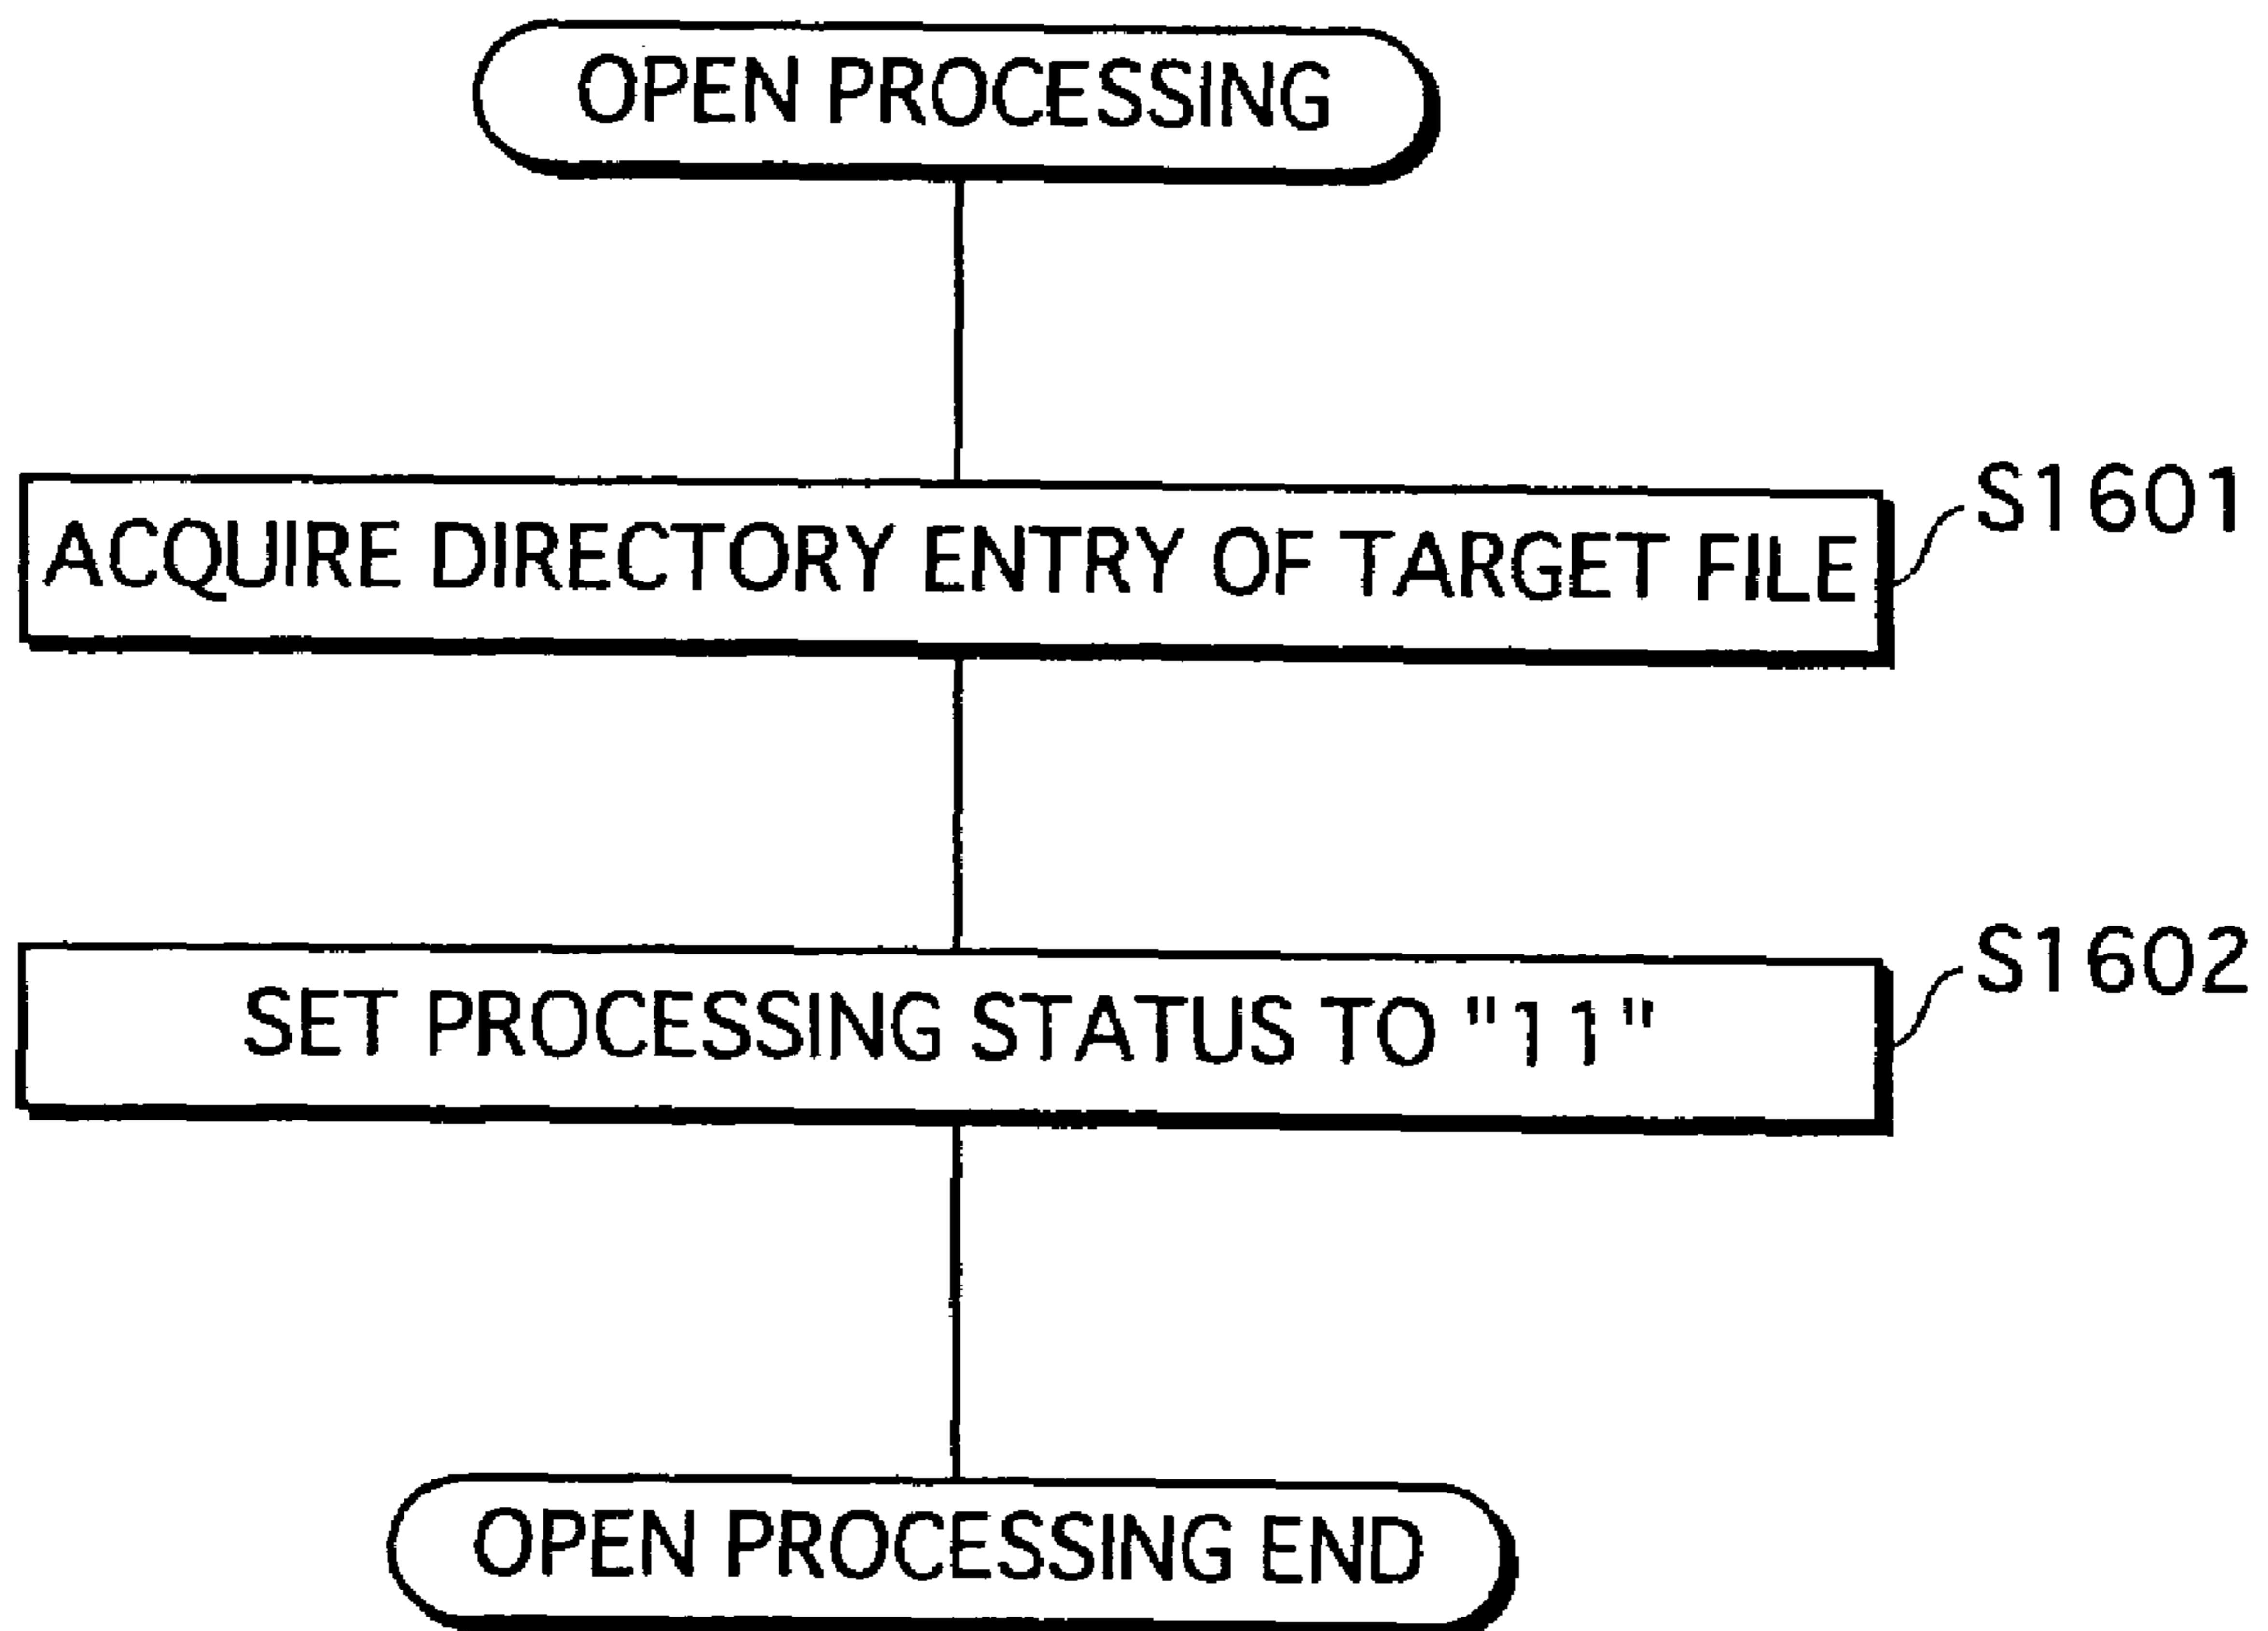 OPEN PROCESSING
ACQUIRE DIRECTORY ENTRY OF TARGET FILE
S1601
SET PROCESSING STATUS TO "11"
S1602
OPEN PROCESSING END